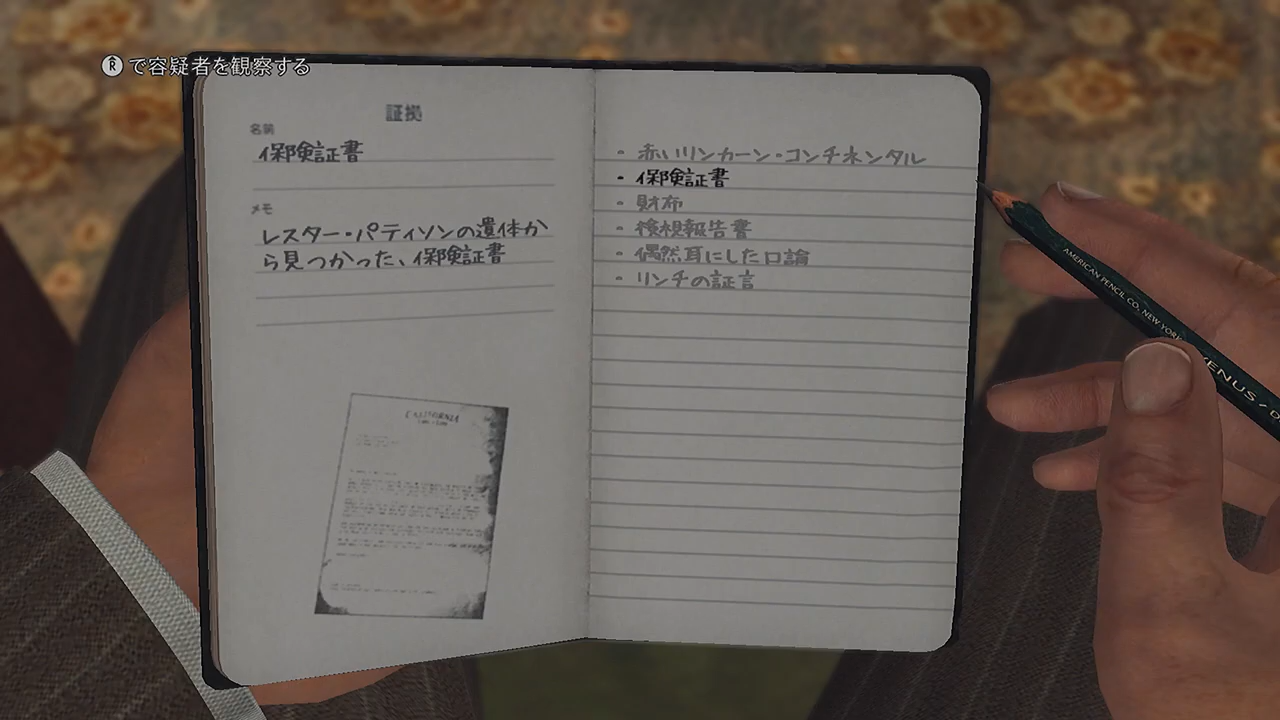 Ⓡで容疑者を観察する
証拠
名前
保険証書
メモ
レスター・パティソンの遺体か
ら見つかった、保険証書
CALIFORNIA
・赤いリンカーン・コンチネンタル
・保険証書
・財布
・検視報告書
・偶然耳にした口論
・リンチの証言
AMERICAN PENCIL CO, NEW YORK
VENUS / D